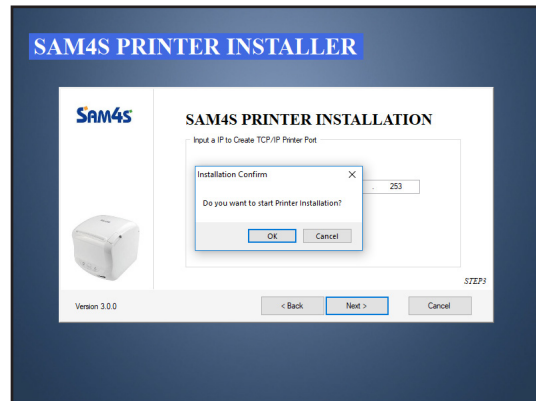 SAM4S PRINTER INSTALLER
SAM4S
SAM4S PRINTER INSTALLATION
Input a IP to Create TCP/IP Printer Port
Installation Confirm
. 253
Do you want to start Printer Installation?
OK Cancel
STEP3
Version 3.0.0
< Back Next > Cancel